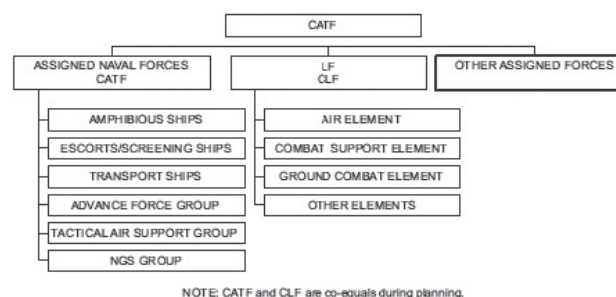 CATF
ASSIGNED NAVAL FORCES
CATF
AMPHIBIOUS SHIPS
ESCORTS/SCREENING SHIPS
TRANSPORT SHIPS
ADVANCE FORCE GROUP
TACTICAL AIR SUPPORT GROUP
NGS GROUP
LF
CLF
AIR ELEMENT
COMBAT SUPPORT ELEMENT
GROUND COMBAT ELEMENT
OTHER ELEMENTS
OTHER ASSIGNED FORCES
NOTE: CATF and CLF are co-equals during planning.